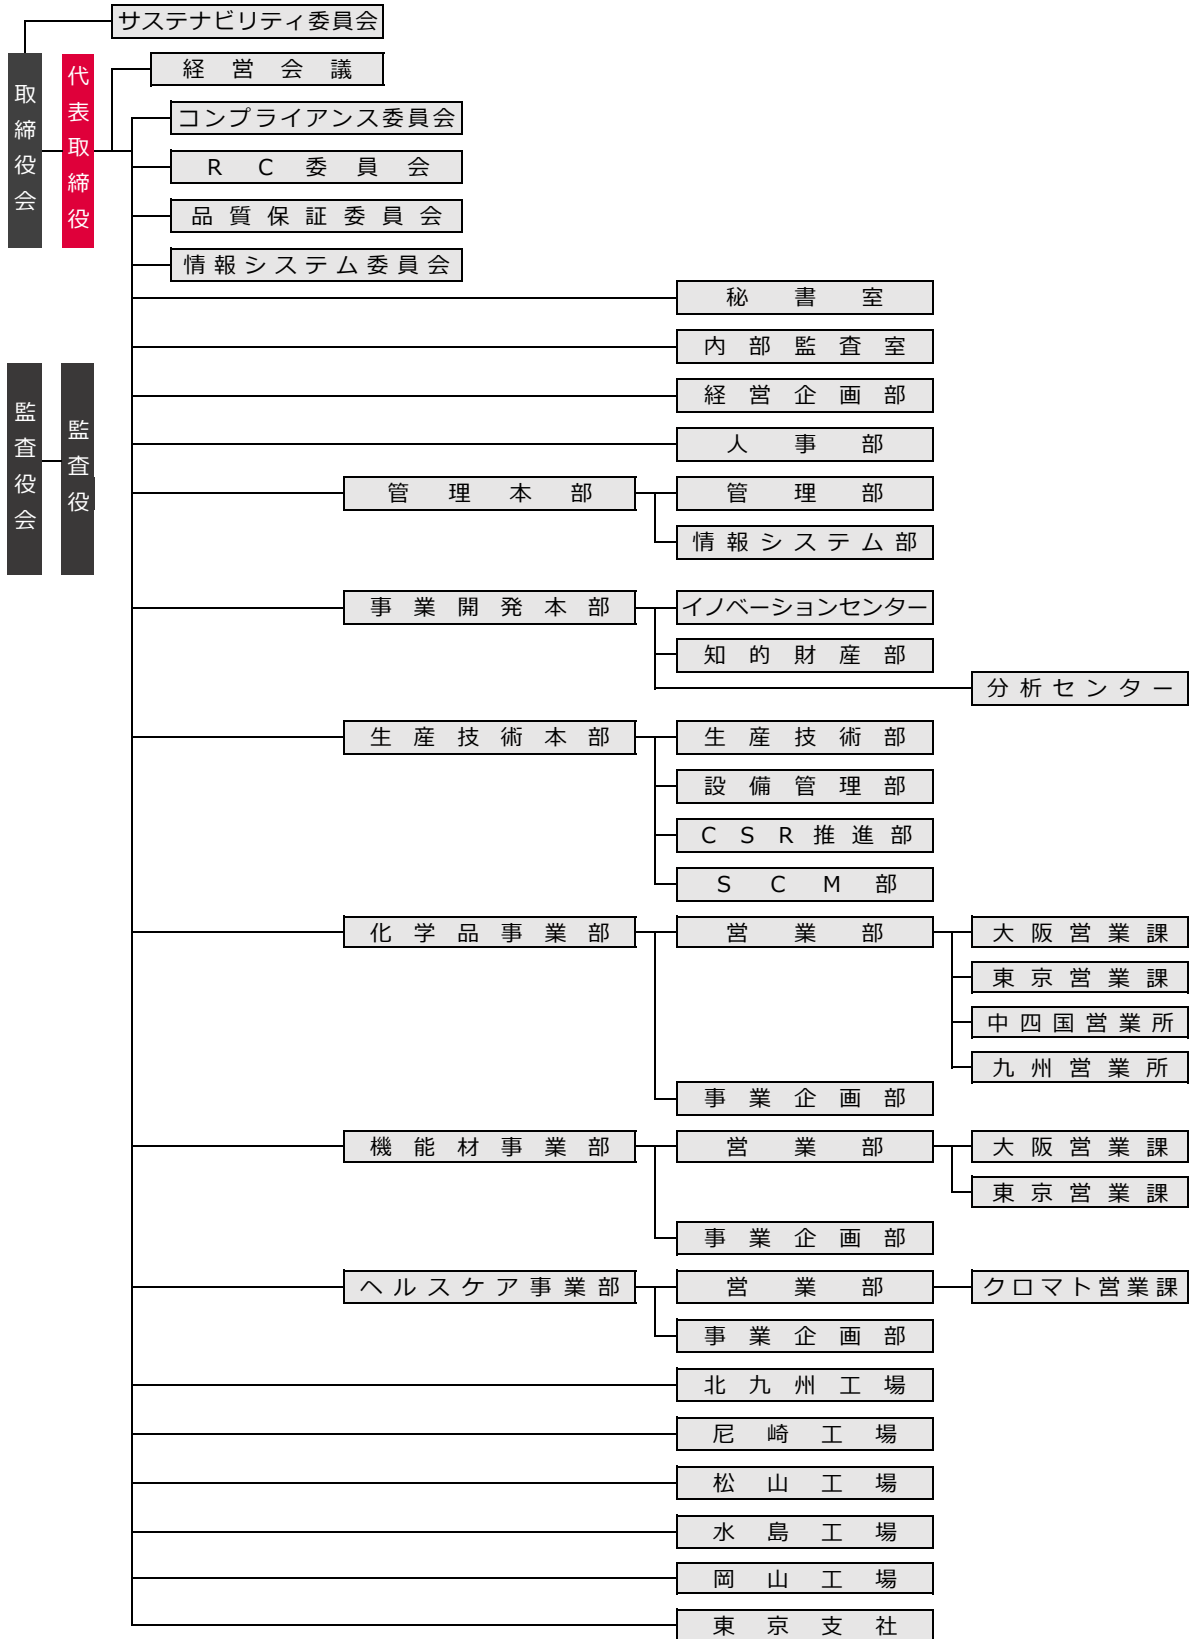 サステナビリティ委員会
取締役会
代表取締役
経営会議
コンプライアンス委員会
RC委員会
品質保証委員会
情報システム委員会
秘書室
内部監査室
経営企画部
人事部
監査役会
監査役
管理本部
管理部
情報システム部
事業開発本部
イノベーションセンター
知的財産部
分析センター
生産技術本部
生産技術部
設備管理部
CSR推進部
SCM部
化学品事業部
営業部
大阪営業課
東京営業課
中四国営業所
九州営業所
事業企画部
機能材事業部
営業部
大阪営業課
東京営業課
事業企画部
ヘルスケア事業部
営業部
クロマト営業課
事業企画部
北九州工場
尼崎工場
松山工場
水島工場
岡山工場
東京支社